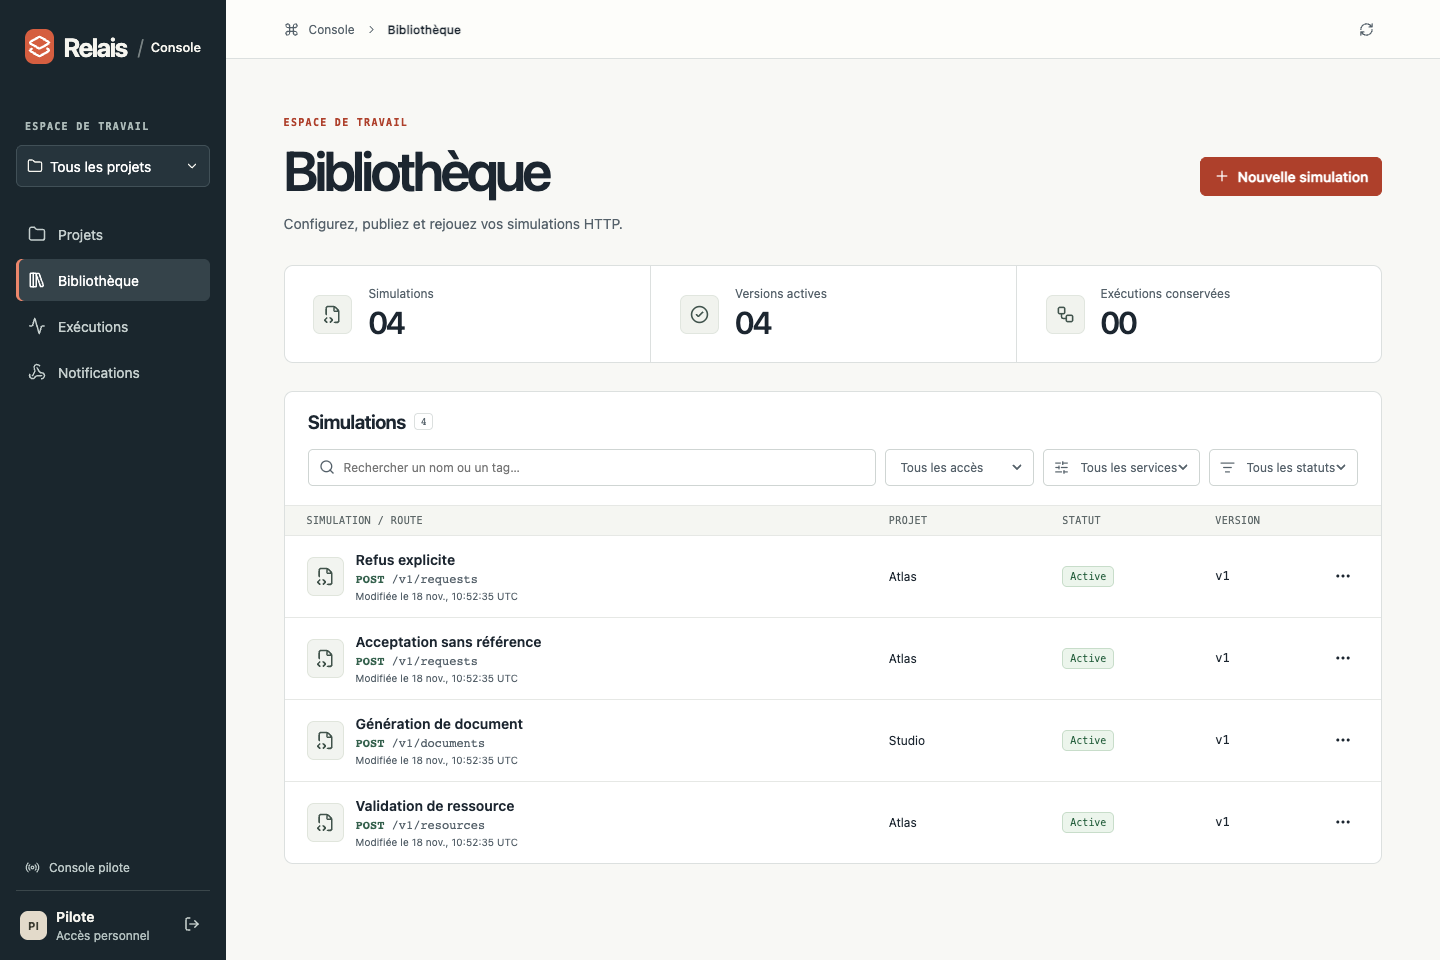 Relais / Console
ESPACE DE TRAVAIL
Tous les projets
Projets
Bibliothèque
Exécutions
Notifications
Console pilote
PI
Pilote
Accès personnel
Console > Bibliothèque
ESPACE DE TRAVAIL
Bibliothèque
Configurez, publiez et rejouez vos simulations HTTP.
+ Nouvelle simulation
Simulations
04
Versions actives
04
Exécutions conservées
00
Simulations 4
Rechercher un nom ou un tag...
Tous les accès
Tous les services
Tous les statuts
SIMULATION / ROUTE PROJET STATUT VERSION
Refus explicite
POST /v1/requests
Modifiée le 18 nov., 10:52:35 UTC
Atlas Active v1
Acceptation sans référence
POST /v1/requests
Modifiée le 18 nov., 10:52:35 UTC
Atlas Active v1
Génération de document
POST /v1/documents
Modifiée le 18 nov., 10:52:35 UTC
Studio Active v1
Validation de ressource
POST /v1/resources
Modifiée le 18 nov., 10:52:35 UTC
Atlas Active v1